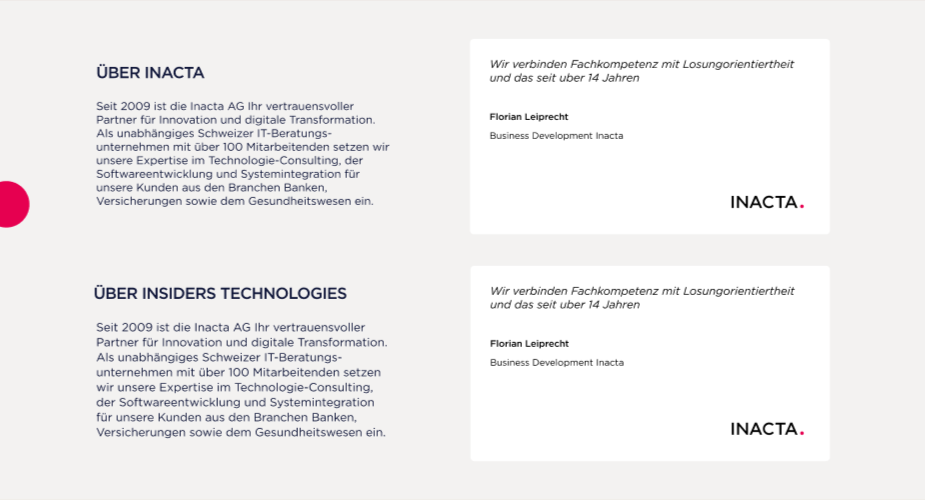 ÜBER INACTA
Seit 2009 ist die Inacta AG Ihr vertrauensvoller
Partner für Innovation und digitale Transformation.
Als unabhängiges Schweizer IT-Beratungs-
unternehmen mit über 100 Mitarbeitenden setzen wir
unsere Expertise im Technologie-Consulting, der
Softwareentwicklung und Systemintegration für
unsere Kunden aus den Branchen Banken,
Versicherungen sowie dem Gesundheitswesen ein.
Wir verbinden Fachkompetenz mit Losungorientiertheit
und das seit uber 14 Jahren
Florian Leiprecht
Business Development Inacta
INACTA.
ÜBER INSIDERS TECHNOLOGIES
Seit 2009 ist die Inacta AG Ihr vertrauensvoller
Partner für Innovation und digitale Transformation.
Als unabhängiges Schweizer IT-Beratungs-
unternehmen mit über 100 Mitarbeitenden setzen
wir unsere Expertise im Technologie-Consulting,
der Softwareentwicklung und Systemintegration
für unsere Kunden aus den Branchen Banken,
Versicherungen sowie dem Gesundheitswesen ein.
Wir verbinden Fachkompetenz mit Losungorientiertheit
und das seit uber 14 Jahren
Florian Leiprecht
Business Development Inacta
INACTA.